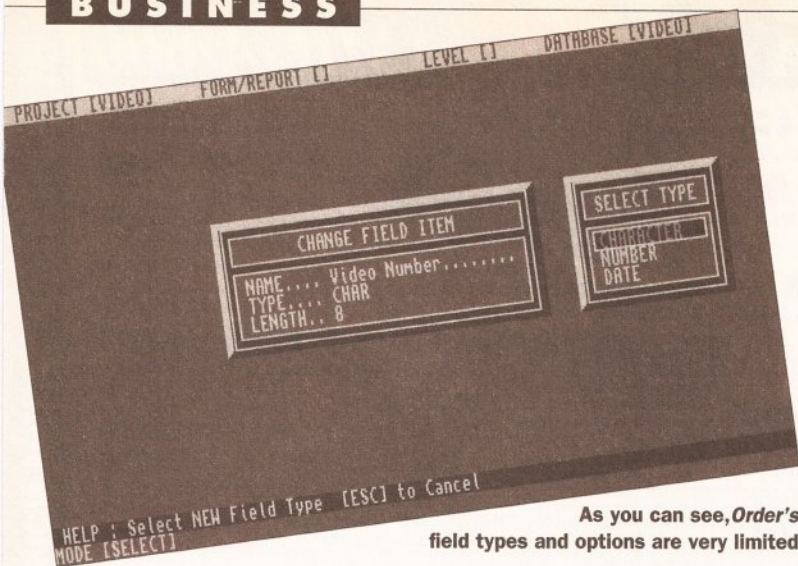 BUSINESS
PROJECT [VIDEO] FORM/REPORT [] LEVEL [] DATABASE [VIDEO]
CHANGE FIELD ITEM
NAME.... Video Number........
TYPE.... CHAR
LENGTH.. 8
SELECT TYPE
CHARACTER
NUMBER
DATE
HELP : Select NEW Field Type [ESC] to Cancel
MODE [SELECT]
As you can see, Order's
field types and options are very limited